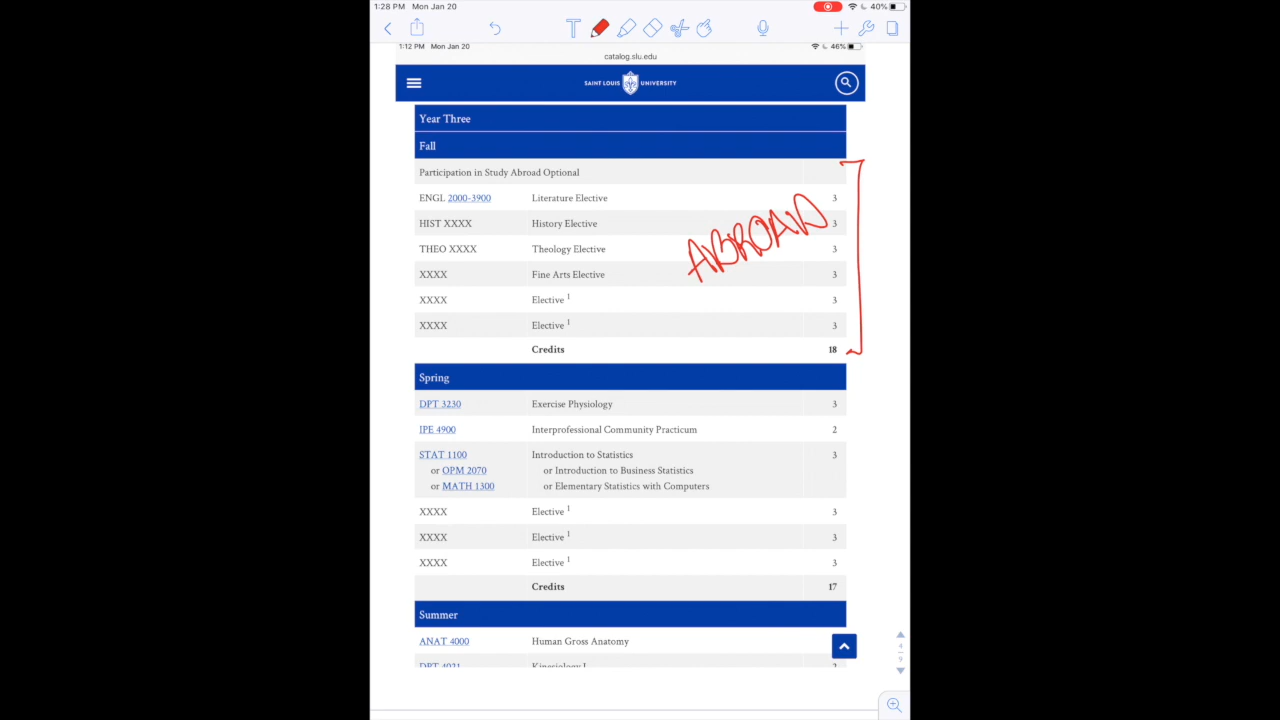 1:28 PM Mon Jan 20 40%
T
1:12 PM Mon Jan 20 46%
catalog.slu.edu
SAINT LOUIS UNIVERSITY
Year Three
Fall
Participation in Study Abroad Optional
ENGL 2000-3900 Literature Elective 3
HIST XXXX History Elective 3
THEO XXXX Theology Elective 3
ABROAD
XXXX Fine Arts Elective 3
XXXX Elective 1 3
XXXX Elective 1 3
Credits 18
Spring
DPT 3230 Exercise Physiology 3
IPE 4900 Interprofessional Community Practicum 2
STAT 1100 Introduction to Statistics 3
or OPM 2070 or Introduction to Business Statistics
or MATH 1300 or Elementary Statistics with Computers
XXXX Elective 1 3
XXXX Elective 1 3
XXXX Elective 1 3
Credits 17
Summer
ANAT 4000 Human Gross Anatomy
4
9
DPT 4021 Kinesiology I